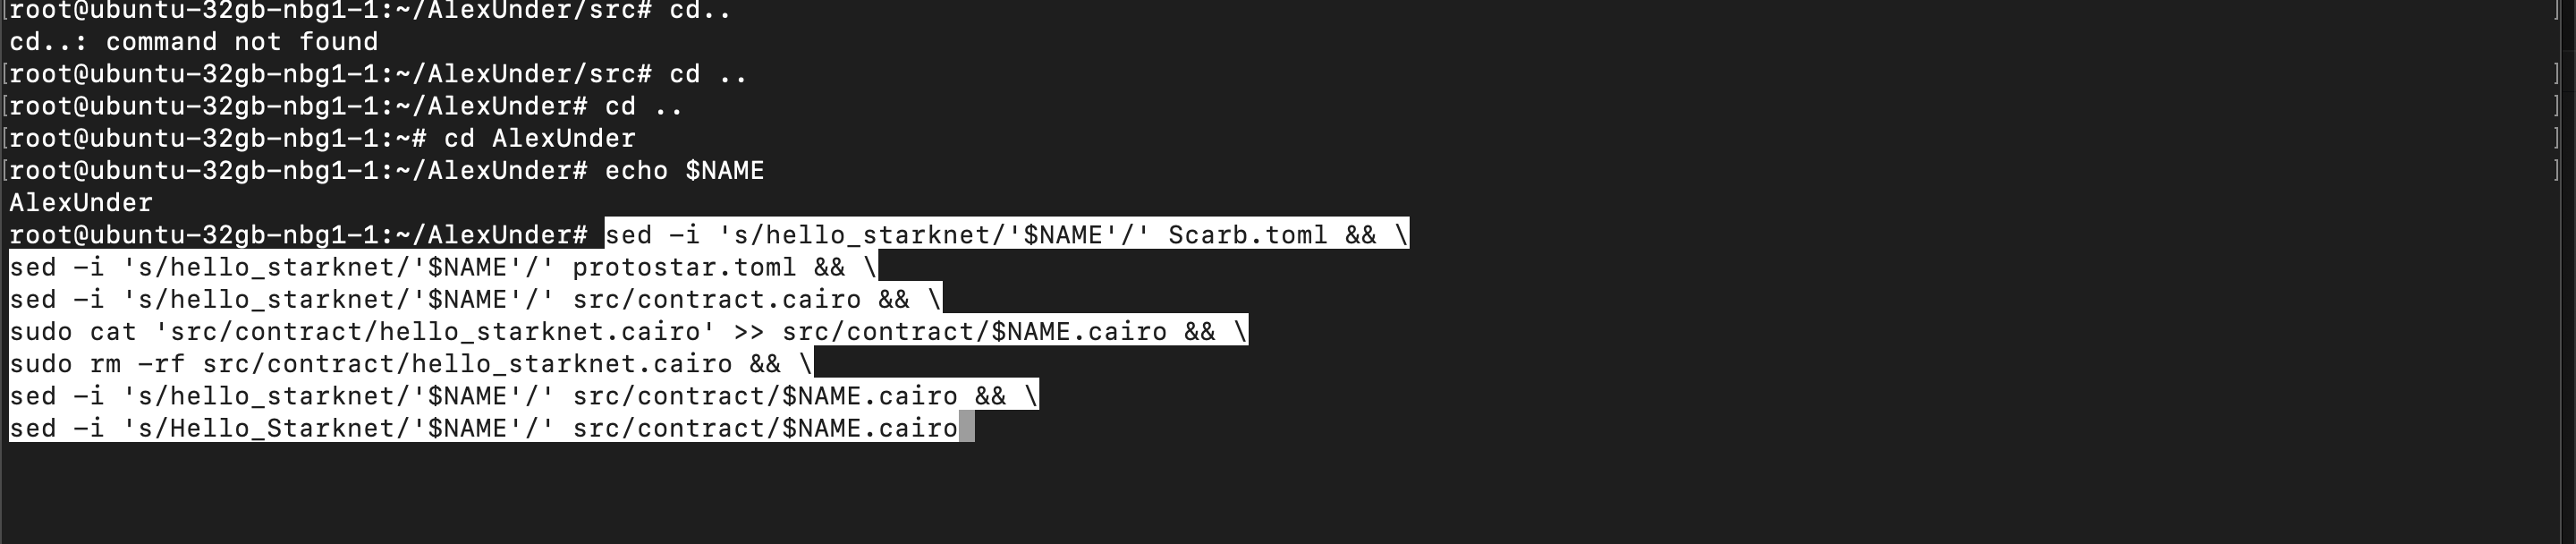 root@ubuntu-32gb-nbg1-1:~/AlexUnder/src# cd..
cd..: command not found
[root@ubuntu-32gb-nbg1-1:~/AlexUnder/src# cd .. ]
[root@ubuntu-32gb-nbg1-1:~/AlexUnder# cd .. ]
[root@ubuntu-32gb-nbg1-1:~# cd AlexUnder ]
[root@ubuntu-32gb-nbg1-1:~/AlexUnder# echo $NAME ]
AlexUnder
root@ubuntu-32gb-nbg1-1:~/AlexUnder# sed -i 's/hello_starknet/'$NAME'/' Scarb.toml && \
sed -i 's/hello_starknet/'$NAME'/' protostar.toml && \
sed -i 's/hello_starknet/'$NAME'/' src/contract.cairo && \
sudo cat 'src/contract/hello_starknet.cairo' >> src/contract/$NAME.cairo && \
sudo rm -rf src/contract/hello_starknet.cairo && \
sed -i 's/hello_starknet/'$NAME'/' src/contract/$NAME.cairo && \
sed -i 's/Hello_Starknet/'$NAME'/' src/contract/$NAME.cairo